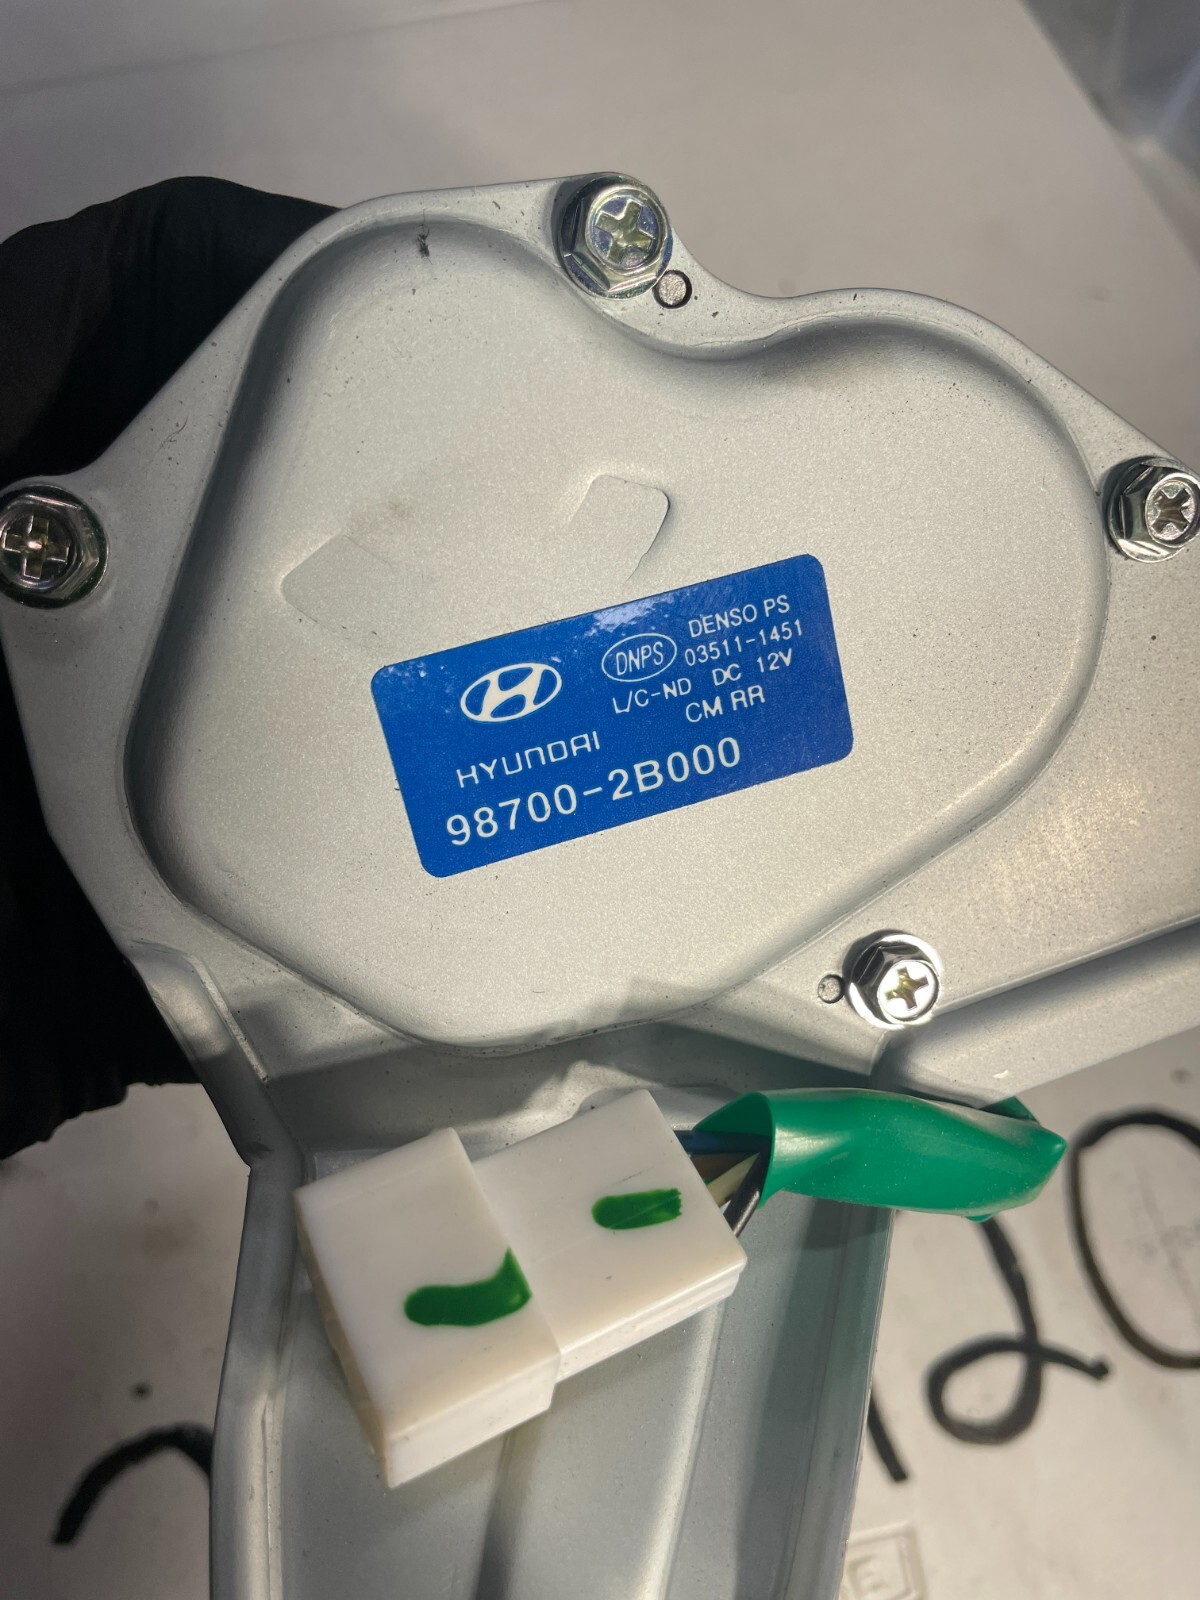 DENSO PS
DNPS 03511-1451
L/C-ND DC 12V
CM RR
HYUNDAI
98700-2B000